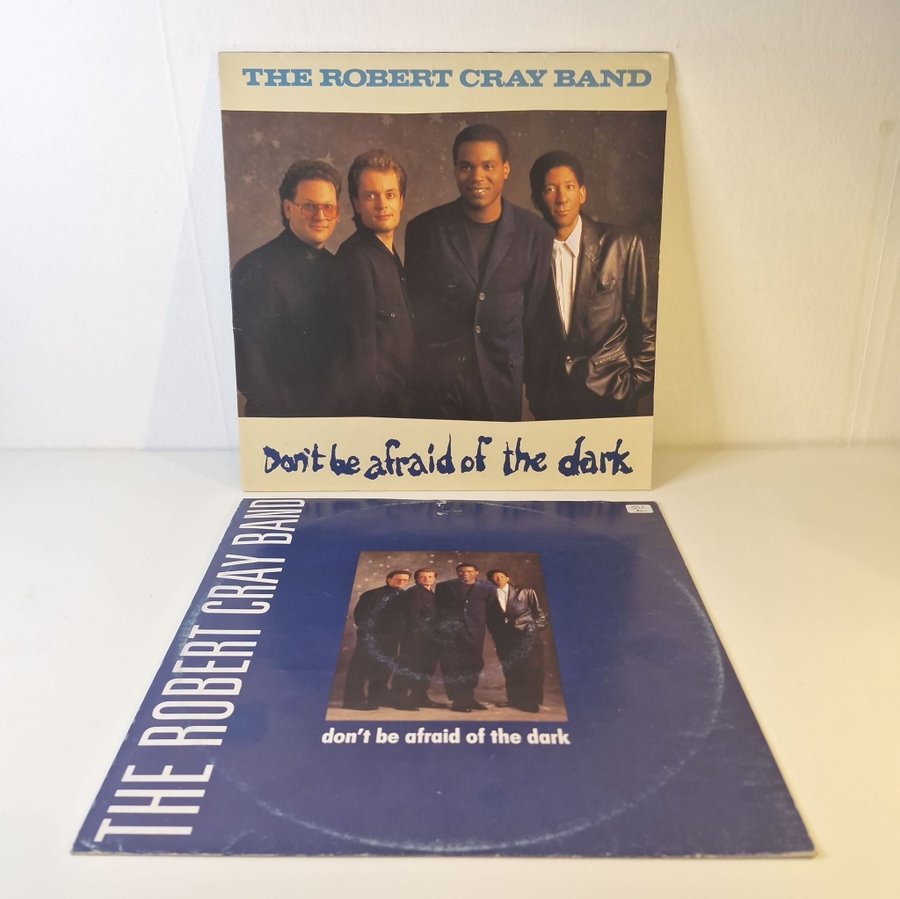 THE ROBERT CRAY BAND
Don't be afraid of the dark
THE ROBERT CRAY BAND
don't be afraid of the dark